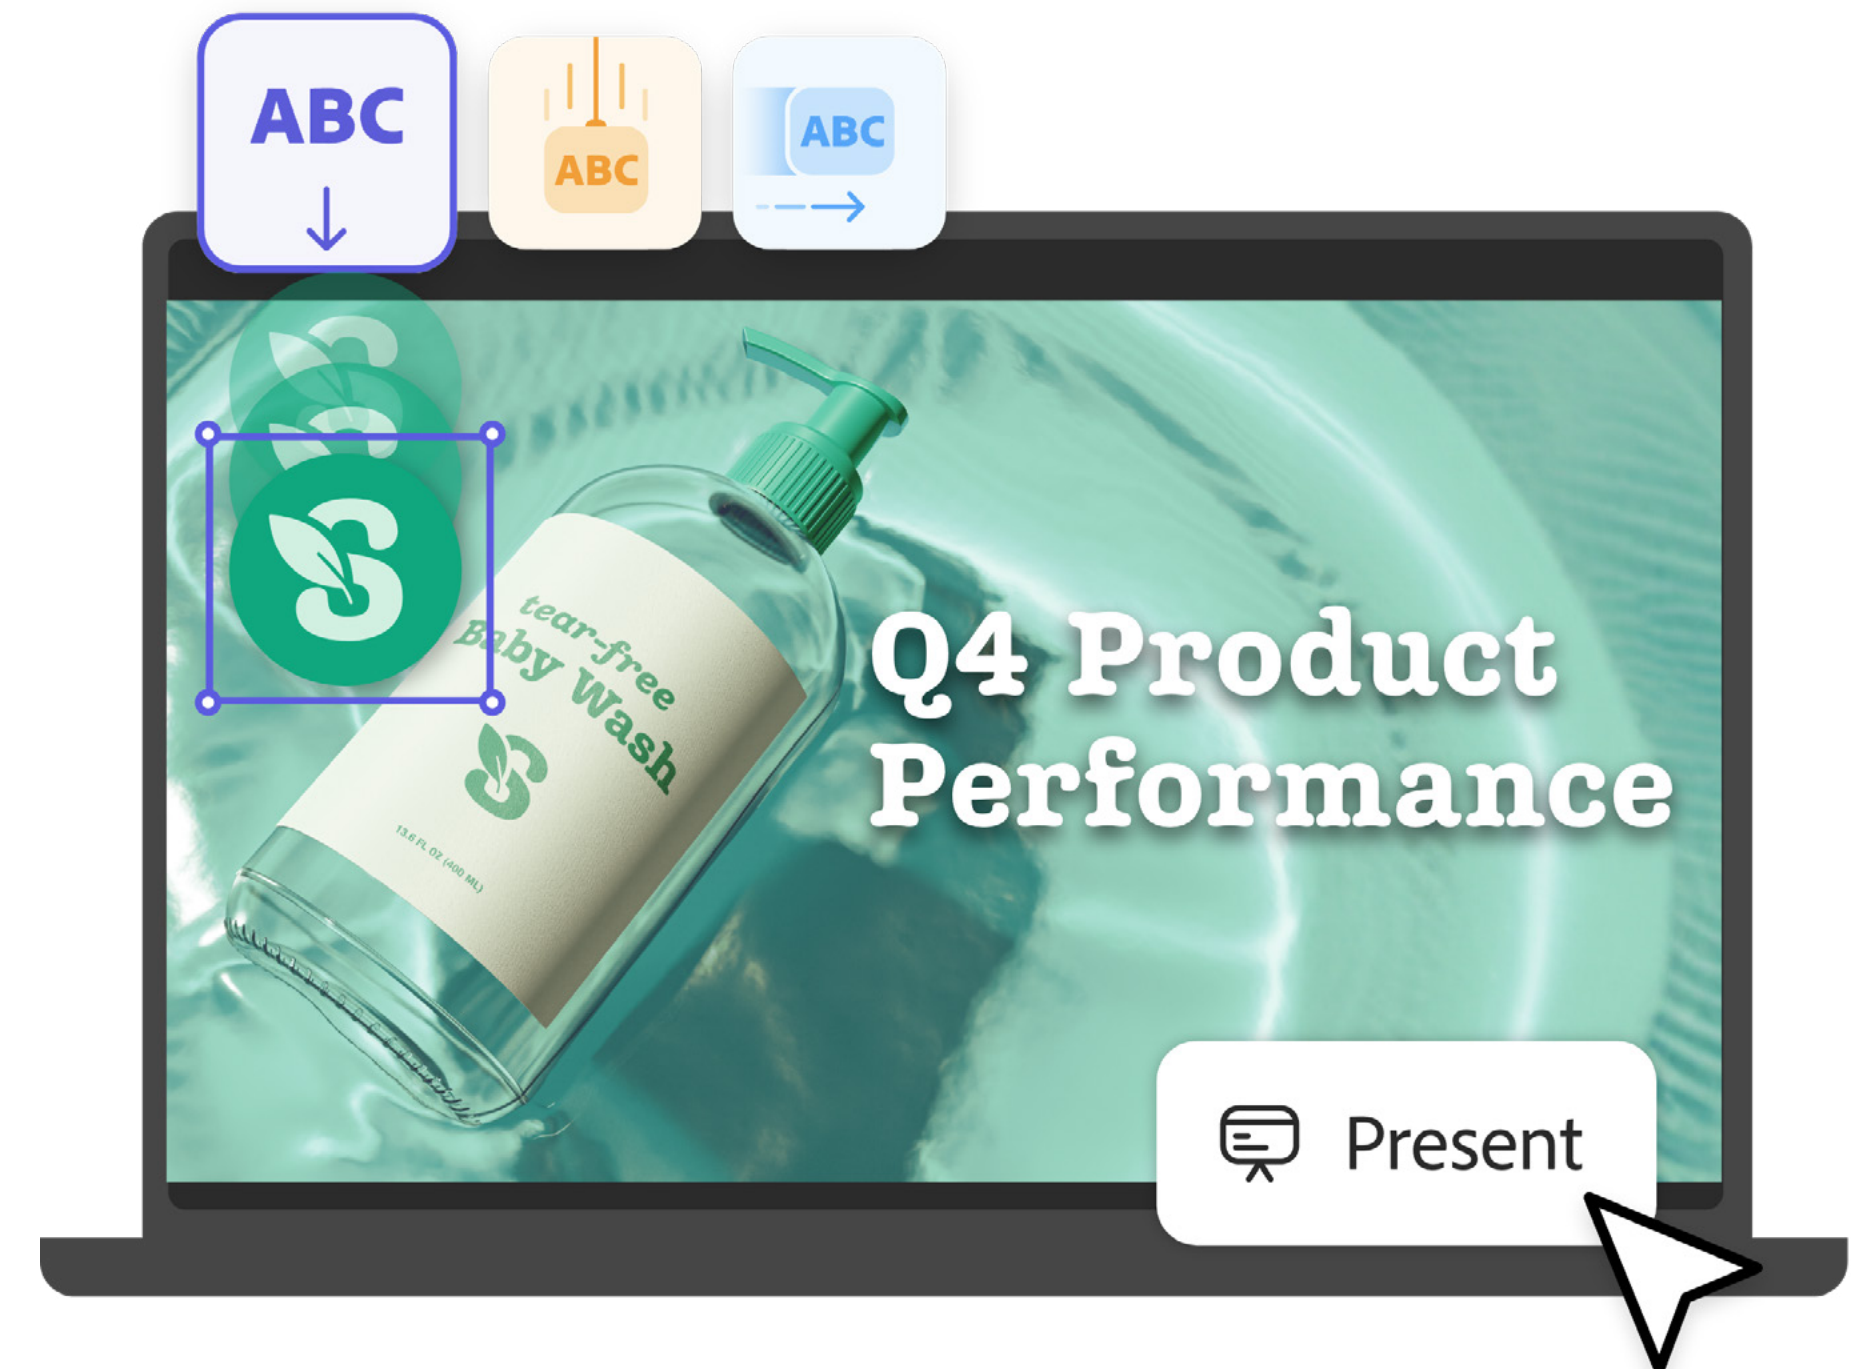 ABC
ABC
ABC
S
tear-free
Baby Wash
S
13.6 FL OZ (400 ML)
Q4 Product
Performance
Present